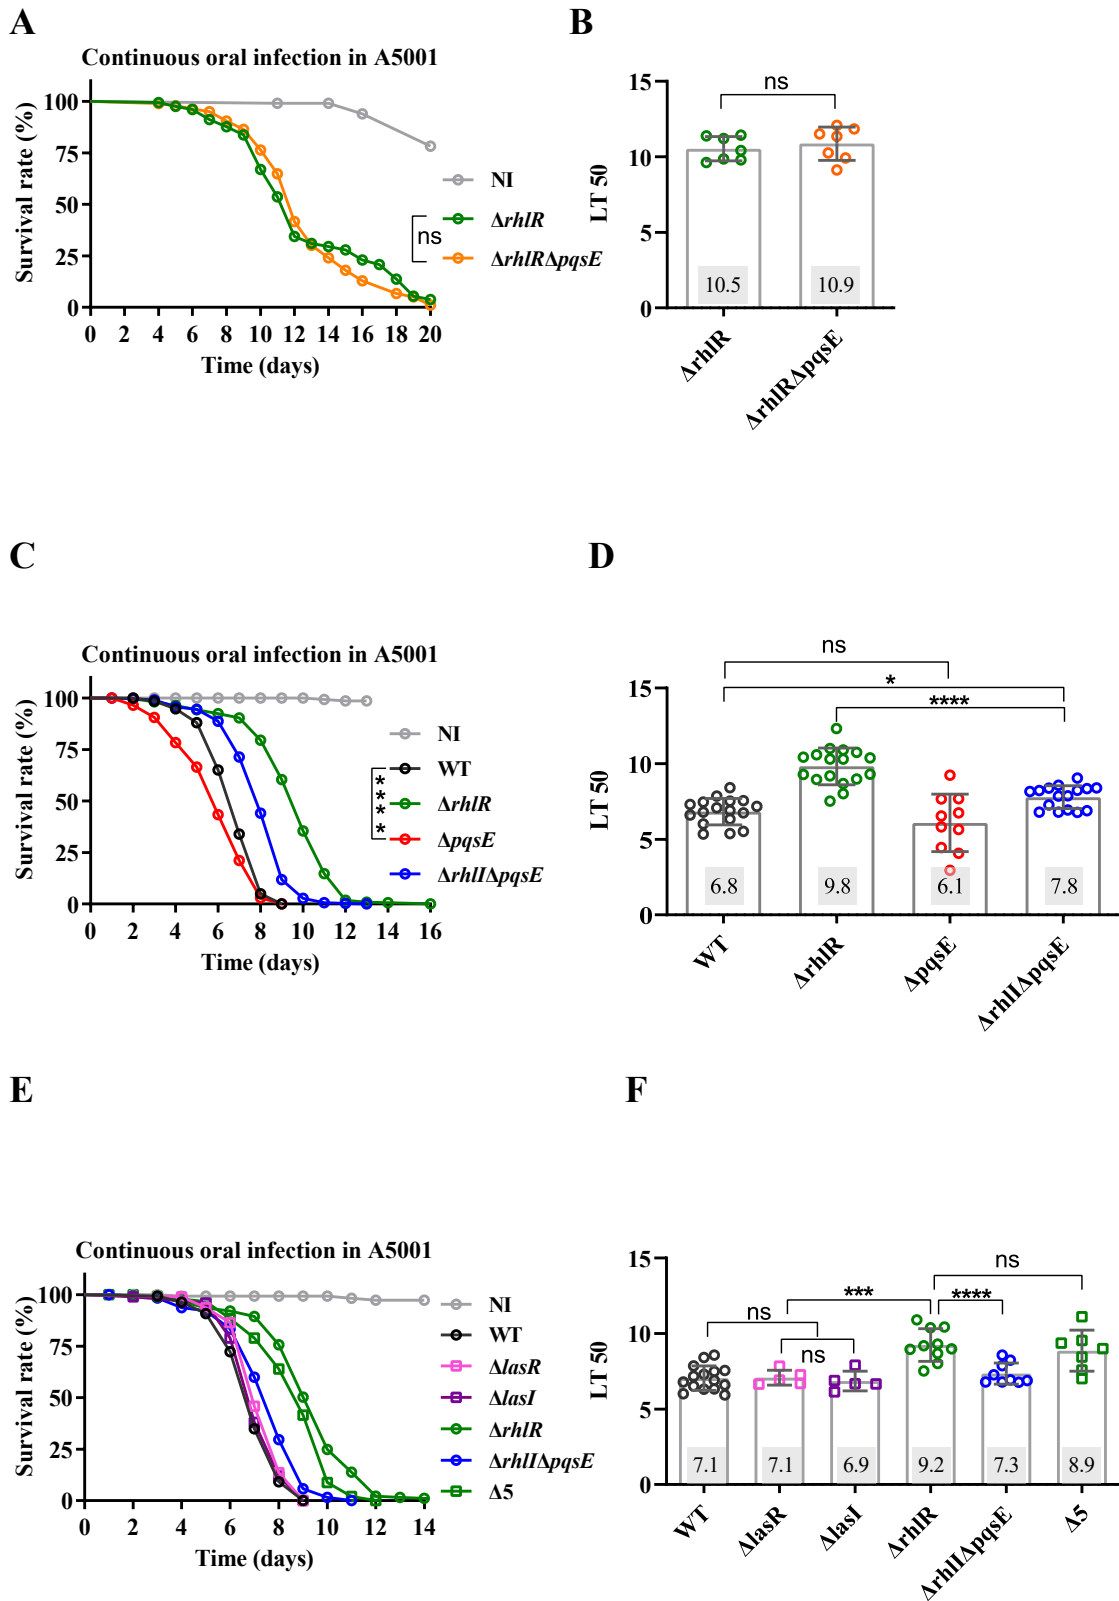 A
B
Continuous oral infection in A5001
Survival rate (%)
100
75
50
25
0
0 2 4 6 8 10 12 14 16 18 20
Time (days)
NI
ΔrhlR
ns
ΔrhlRΔpqsE
LT 50
15
10
5
0
ns
10.5
10.9
ΔrhlR
ΔrhlRΔpqsE
C
D
Continuous oral infection in A5001
Survival rate (%)
100
75
50
25
0
0 2 4 6 8 10 12 14 16
Time (days)
NI
WT
ΔrhlR
ΔpqsE
ΔrhlIΔpqsE
****
LT 50
15
10
5
0
ns
*
****
6.8
9.8
6.1
7.8
WT
ΔrhlR
ΔpqsE
ΔrhlIΔpqsE
E
F
Continuous oral infection in A5001
Survival rate (%)
100
75
50
25
0
0 2 4 6 8 10 12 14
Time (days)
NI
WT
ΔlasR
ΔlasI
ΔrhlR
ΔrhlIΔpqsE
Δ5
LT 50
15
10
5
0
ns
ns
***
****
ns
7.1
7.1
6.9
9.2
7.3
8.9
WT
ΔlasR
ΔlasI
ΔrhlR
ΔrhlIΔpqsE
Δ5